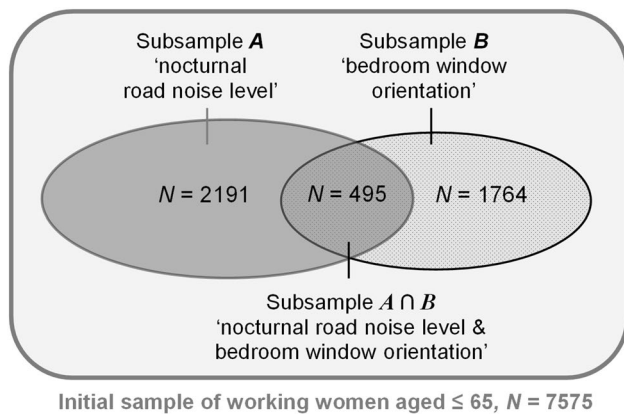 Subsample A
'nocturnal
road noise level'
Subsample B
'bedroom window
orientation'
N = 2191
N = 495
N = 1764
Subsample A ∩ B
'nocturnal road noise level &
bedroom window orientation'
Initial sample of working women aged ≤ 65, N = 7575